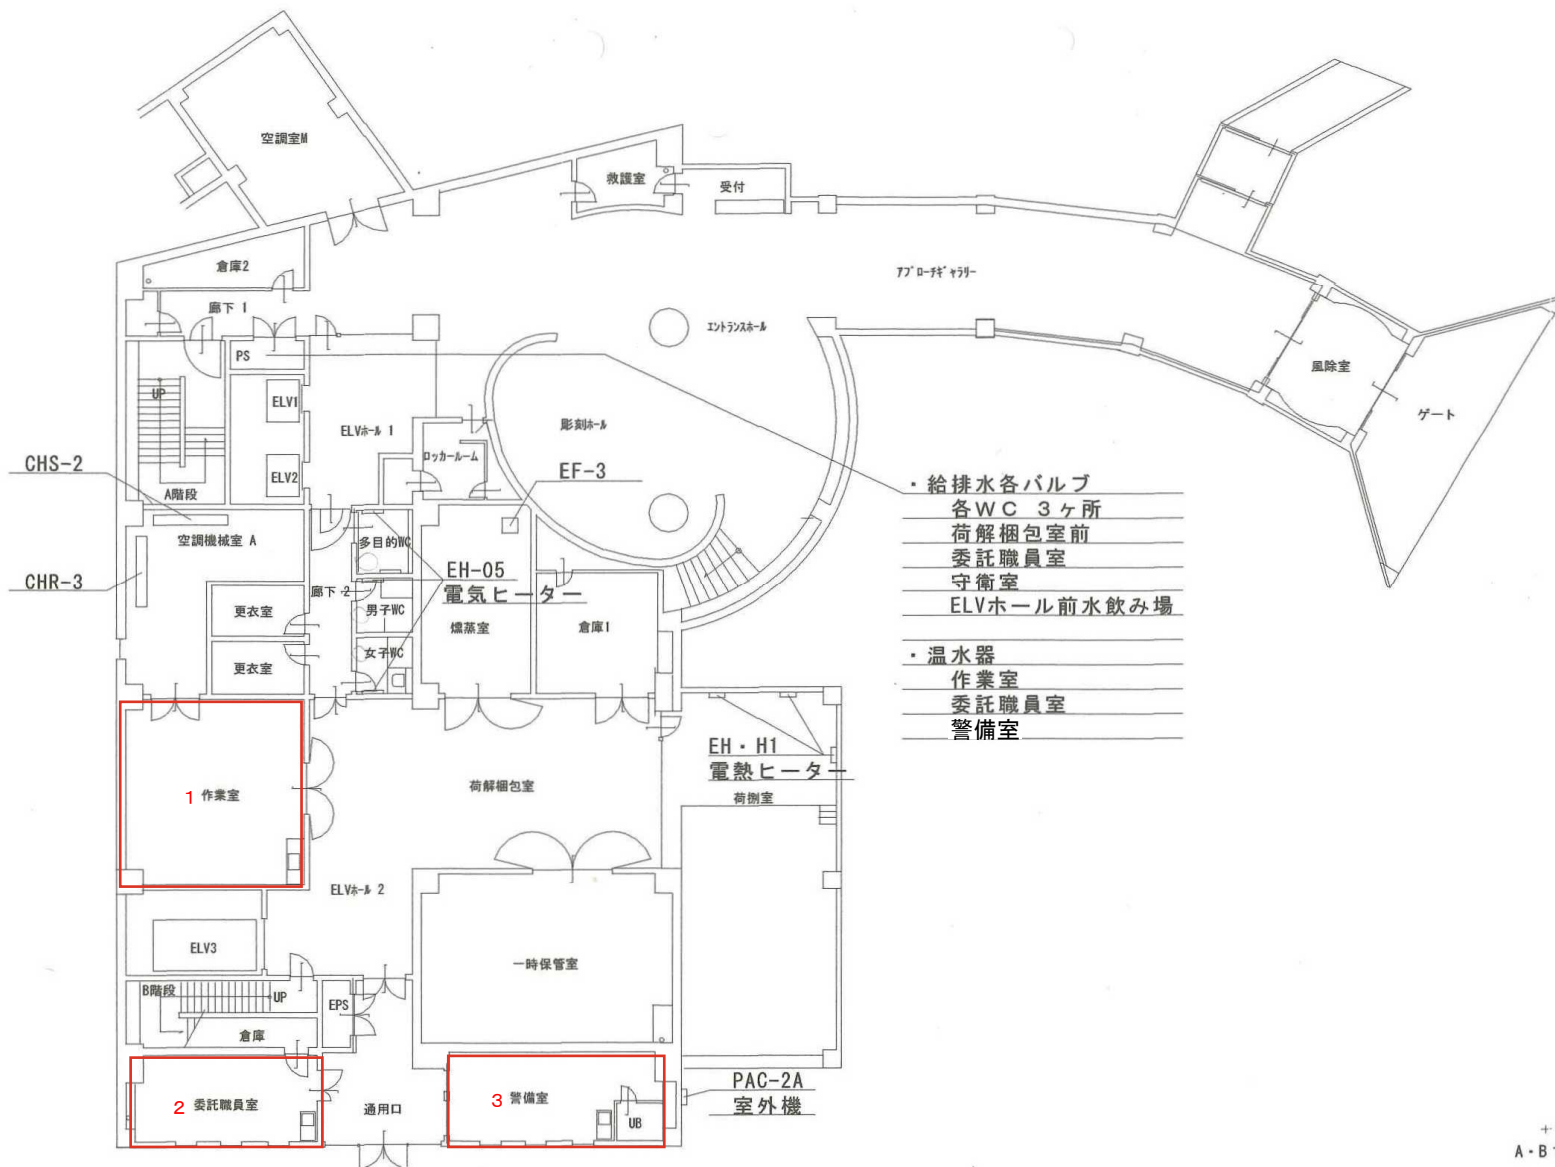 空調室M
救護室
受付
倉庫2
アプローチギャラリー
廊下 1
エントランスホール
PS
風除室
UP
ELV1
ゲート
ELVホール 1
彫刻ホール
ロッカールーム
CHS-2
EF-3
ELV2
A階段
・給排水各バルブ
各WC 3ヶ所
荷解梱包室前
委託職員室
守衛室
ELVホール前水飲み場
空調機械室 A
多目的WC
CHR-3
EH-05
電気ヒーター
廊下 2
更衣室
男子WC
燻蒸室
倉庫1
女子WC
更衣室
・温水器
作業室
委託職員室
警備室
EH・H1
電熱ヒーター
荷捌室
荷解梱包室
1 作業室
ELVホール 2
ELV3
一時保管室
B階段
UP
EPS
倉庫
PAC-2A
室外機
2 委託職員室
通用口
3 警備室
UB
A・B